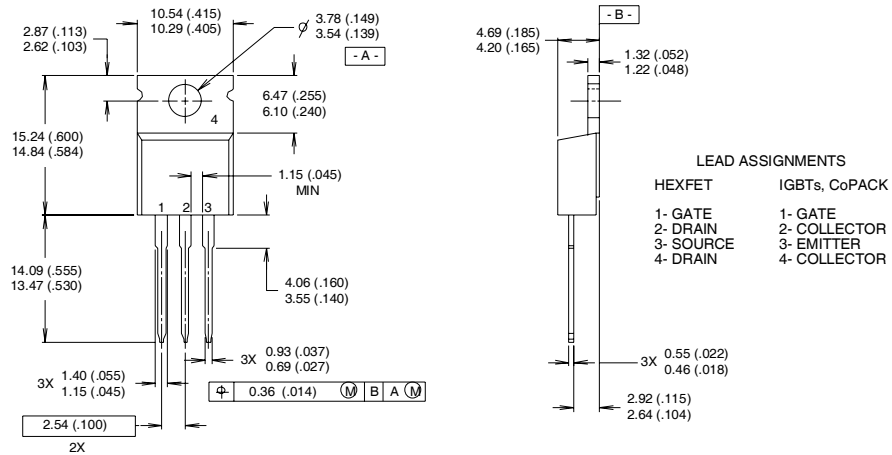 10.54 (.415)
10.29 (.405)
3.78 (.149)
3.54 (.139)
- A -
2.87 (.113)
2.62 (.103)
6.47 (.255)
6.10 (.240)
4
15.24 (.600)
14.84 (.584)
1.15 (.045)
MIN
1 2 3
14.09 (.555)
13.47 (.530)
4.06 (.160)
3.55 (.140)
3X 0.93 (.037)
0.69 (.027)
3X 1.40 (.055)
1.15 (.045)
⌖ 0.36 (.014) Ⓜ B A Ⓜ
2.54 (.100)
2X
- B -
4.69 (.185)
4.20 (.165)
1.32 (.052)
1.22 (.048)
LEAD ASSIGNMENTS
HEXFET IGBTs, CoPACK
1- GATE 1- GATE
2- DRAIN 2- COLLECTOR
3- SOURCE 3- EMITTER
4- DRAIN 4- COLLECTOR
3X 0.55 (.022)
0.46 (.018)
2.92 (.115)
2.64 (.104)